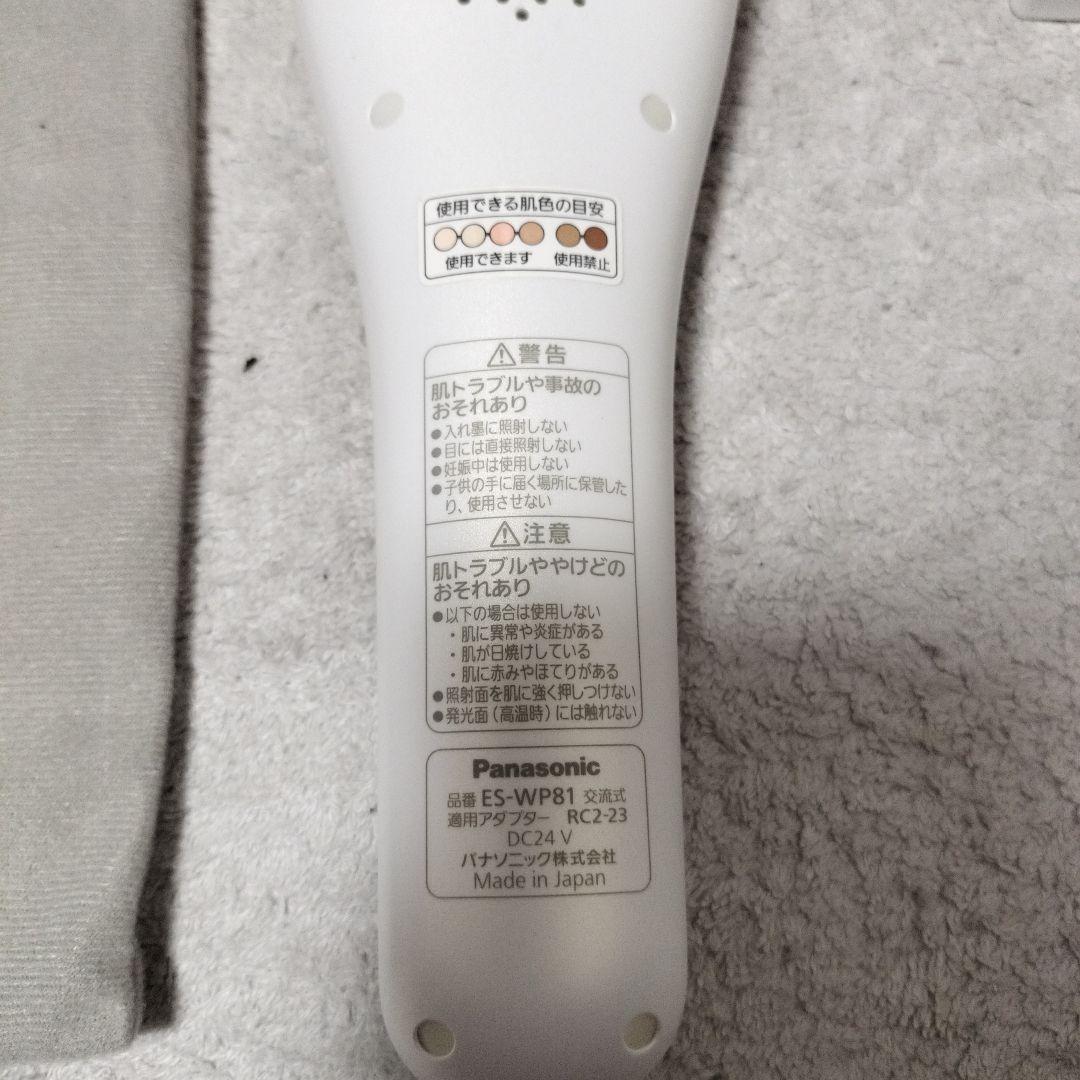 使用できる肌色の目安
使用できます 使用禁止
⚠警告
肌トラブルや事故の
おそれあり
●入れ墨に照射しない
●目には直接照射しない
●妊娠中は使用しない
●子供の手に届く場所に保管した
り、使用させない
⚠注意
肌トラブルややけどの
おそれあり
●以下の場合は使用しない
・肌に異常や炎症がある
・肌が日焼けしている
・肌に赤みやほてりがある
●照射面を肌に強く押しつけない
●発光面(高温時)には触れない
Panasonic
品番 ES-WP81 交流式
適用アダプター RC2-23
DC24 V
パナソニック株式会社
Made in Japan